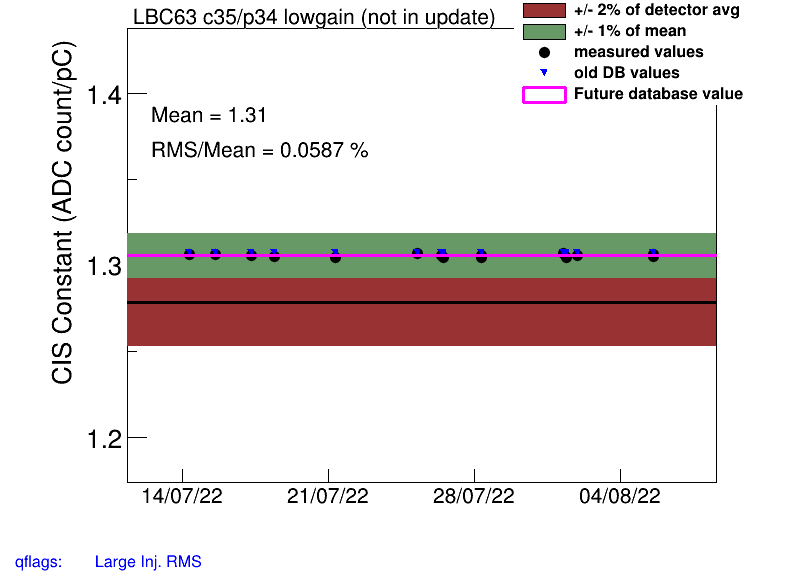 LBC63 c35/p34 lowgain (not in update)
+/- 2% of detector avg
+/- 1% of mean
measured values
old DB values
Future database value
Mean = 1.31
RMS/Mean = 0.0587 %
CIS Constant (ADC count/pC)
1.4
1.3
1.2
14/07/22 21/07/22 28/07/22 04/08/22
qflags: Large Inj. RMS